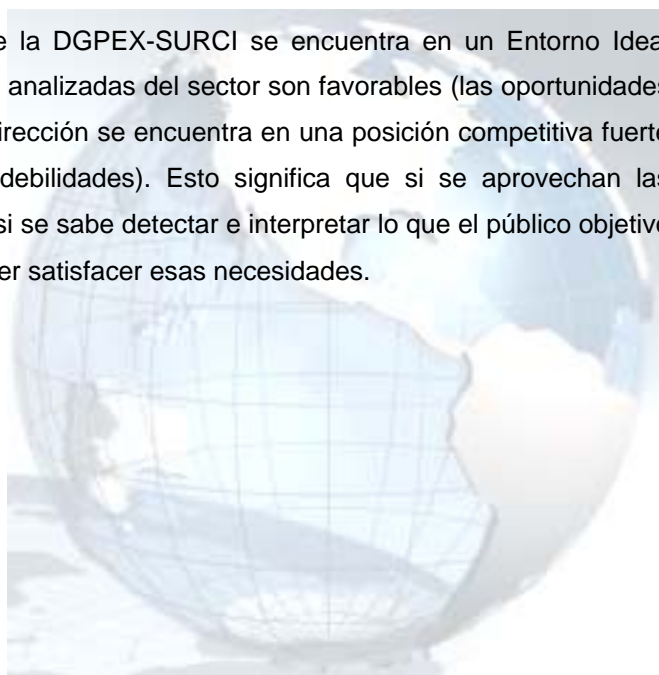 e la DGPEX-SURCI se encuentra en un Entorno Idea
analizadas del sector son favorables (las oportunidades
irección se encuentra en una posición competitiva fuerte
debilidades). Esto significa que si se aprovechan las
si se sabe detectar e interpretar lo que el público objetivo
er satisfacer esas necesidades.